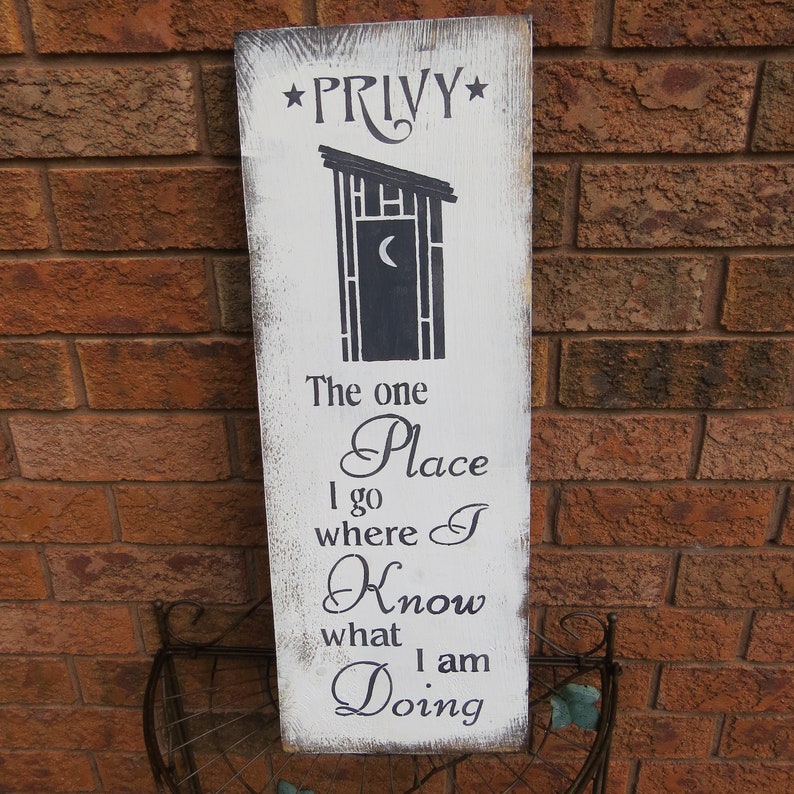 PRIVY
The one
Place
I go
where I
Know
what
I am
Doing